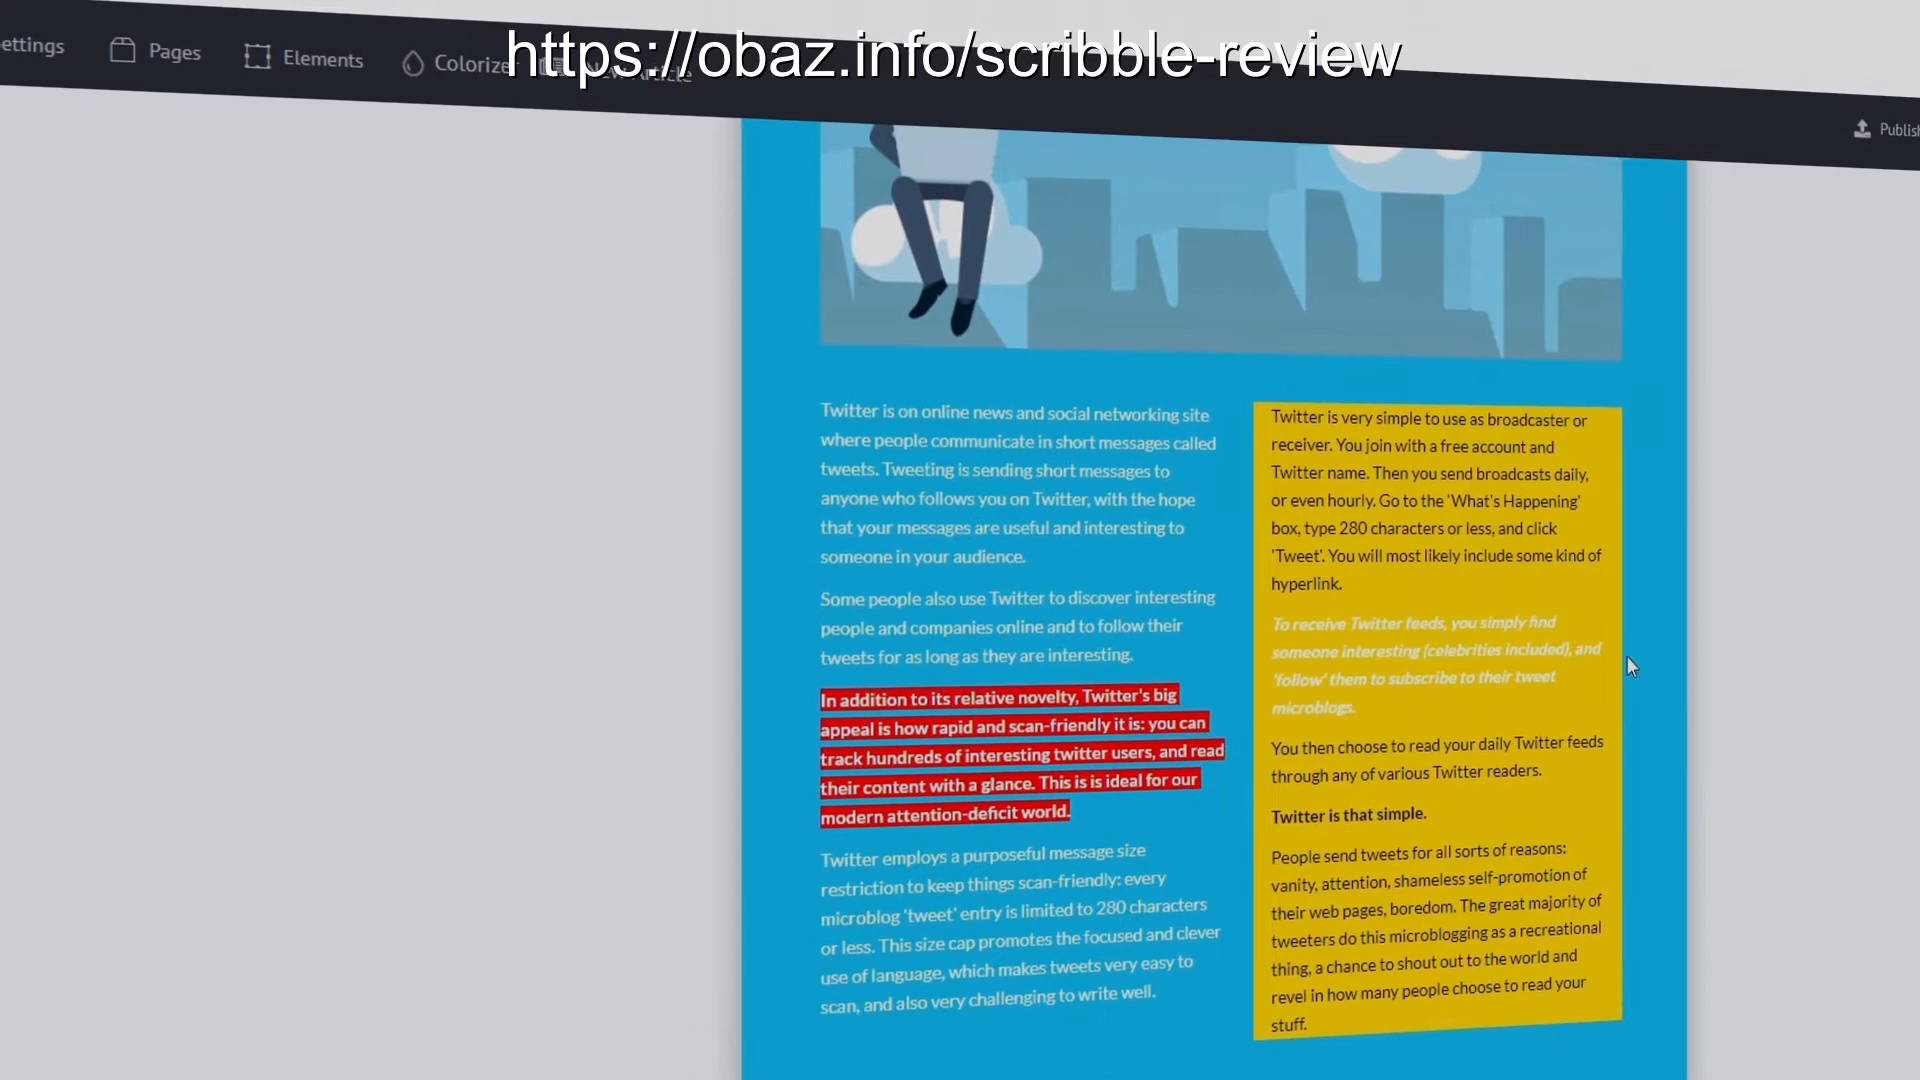 https://obaz.info/scribble-review
ettings
Pages
Elements
Colorize
New Article
Publish
Twitter is on online news and social networking site
where people communicate in short messages called
tweets. Tweeting is sending short messages to
anyone who follows you on Twitter, with the hope
that your messages are useful and interesting to
someone in your audience.
Some people also use Twitter to discover interesting
people and companies online and to follow their
tweets for as long as they are interesting.
In addition to its relative novelty, Twitter's big
appeal is how rapid and scan-friendly it is: you can
track hundreds of interesting twitter users, and read
their content with a glance. This is is ideal for our
modern attention-deficit world.
Twitter employs a purposeful message size
restriction to keep things scan-friendly: every
microblog 'tweet' entry is limited to 280 characters
or less. This size cap promotes the focused and clever
use of language, which makes tweets very easy to
scan, and also very challenging to write well.
Twitter is very simple to use as broadcaster or
receiver. You join with a free account and
Twitter name. Then you send broadcasts daily,
or even hourly. Go to the 'What's Happening'
box, type 280 characters or less, and click
'Tweet'. You will most likely include some kind of
hyperlink.
To receive Twitter feeds, you simply find
someone interesting (celebrities included), and
'follow' them to subscribe to their tweet
microblogs.
You then choose to read your daily Twitter feeds
through any of various Twitter readers.
Twitter is that simple.
People send tweets for all sorts of reasons:
vanity, attention, shameless self-promotion of
their web pages, boredom. The great majority of
tweeters do this microblogging as a recreational
thing, a chance to shout out to the world and
revel in how many people choose to read your
stuff.